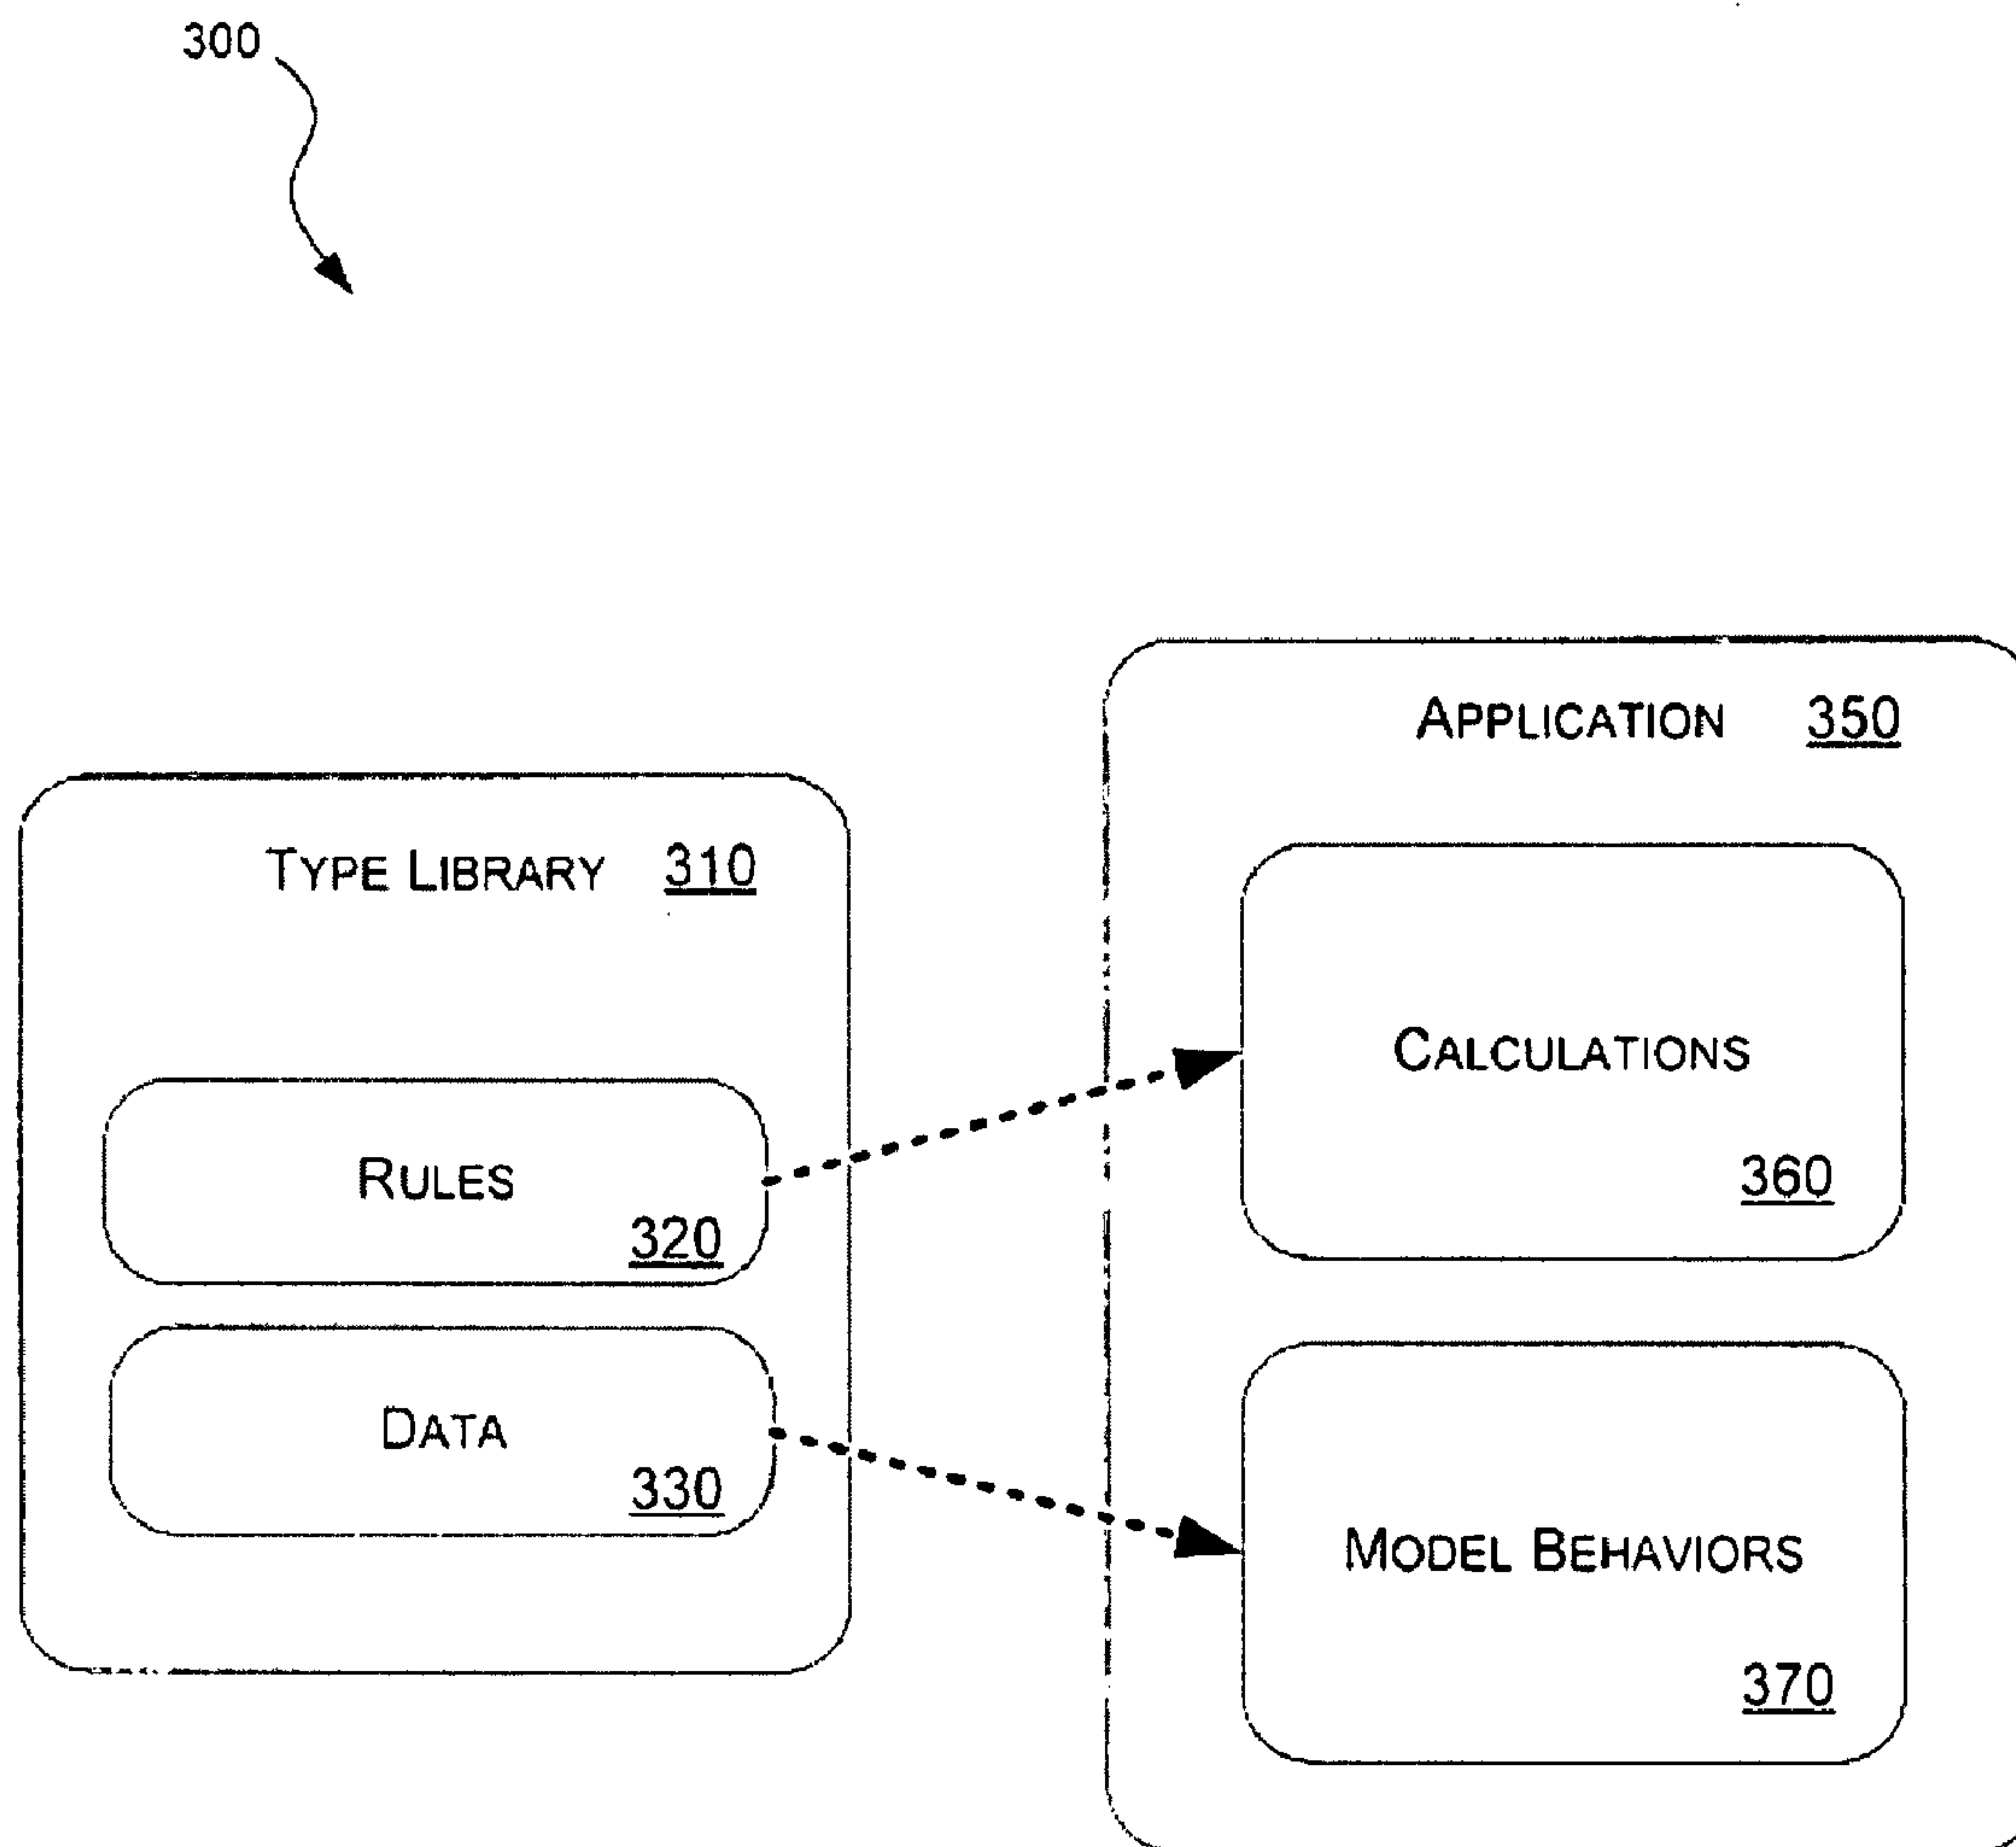 300
APPLICATION 350
TYPE LIBRARY 310
CALCULATIONS
360
RULES
320
DATA
330
MODEL BEHAVIORS
370